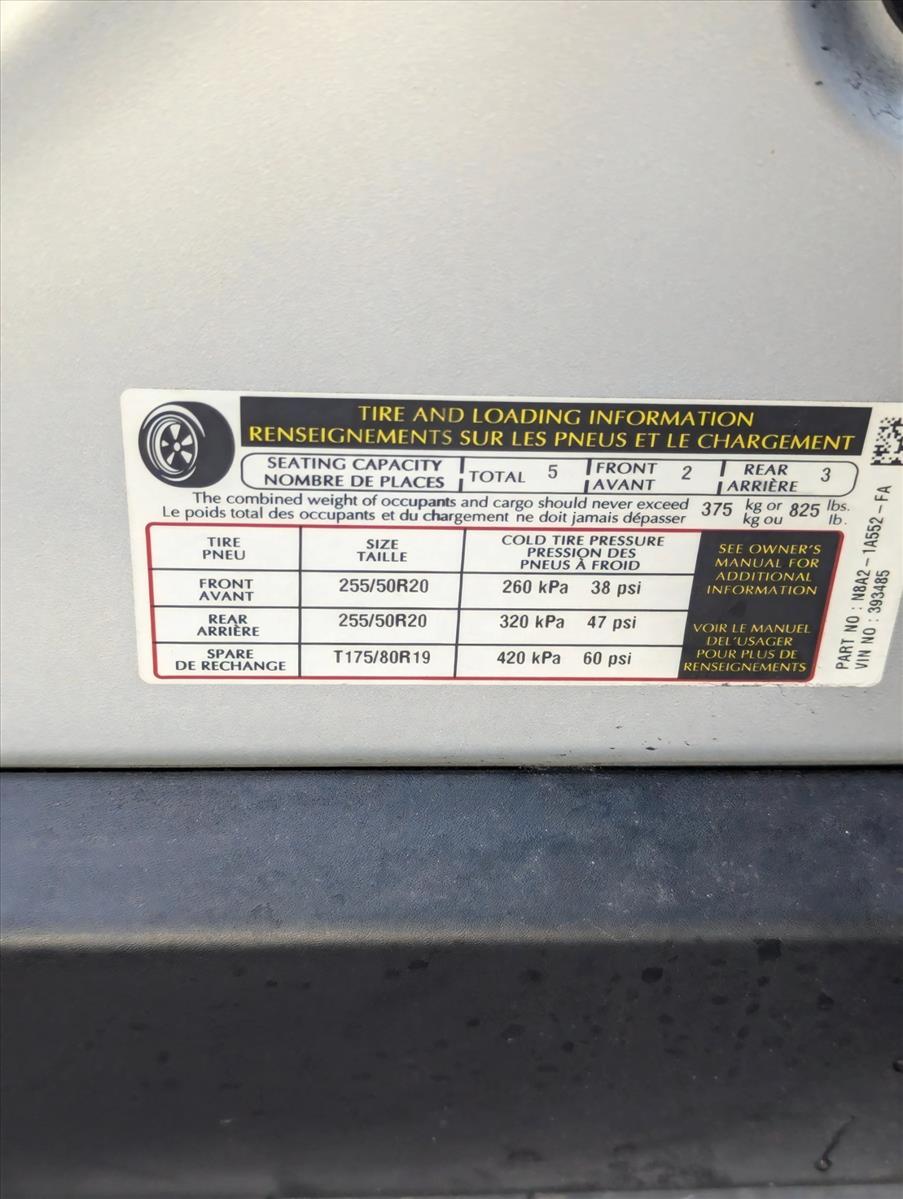 TIRE AND LOADING INFORMATION
RENSEIGNEMENTS SUR LES PNEUS ET LE CHARGEMENT
SEATING CAPACITY
NOMBRE DE PLACES
TOTAL 5
FRONT
AVANT
2
REAR
ARRIÈRE
3
The combined weight of occupants and cargo should never exceed 375 kg or 825 lbs.
Le poids total des occupants et du chargement ne doit jamais dépasser kg ou lb.
TIRE
PNEU
SIZE
TAILLE
COLD TIRE PRESSURE
PRESSION DES
PNEUS À FROID
FRONT
AVANT
255/50R20
260 kPa 38 psi
REAR
ARRIÈRE
255/50R20
320 kPa 47 psi
SPARE
DE RECHANGE
T175/80R19
420 kPa 60 psi
SEE OWNER'S
MANUAL FOR
ADDITIONAL
INFORMATION
VOIR LE MANUEL
DEL'USAGER
POUR PLUS DE
RENSEIGNEMENTS
PART NO : N8A2-1A552-FA
VIN NO : 393485